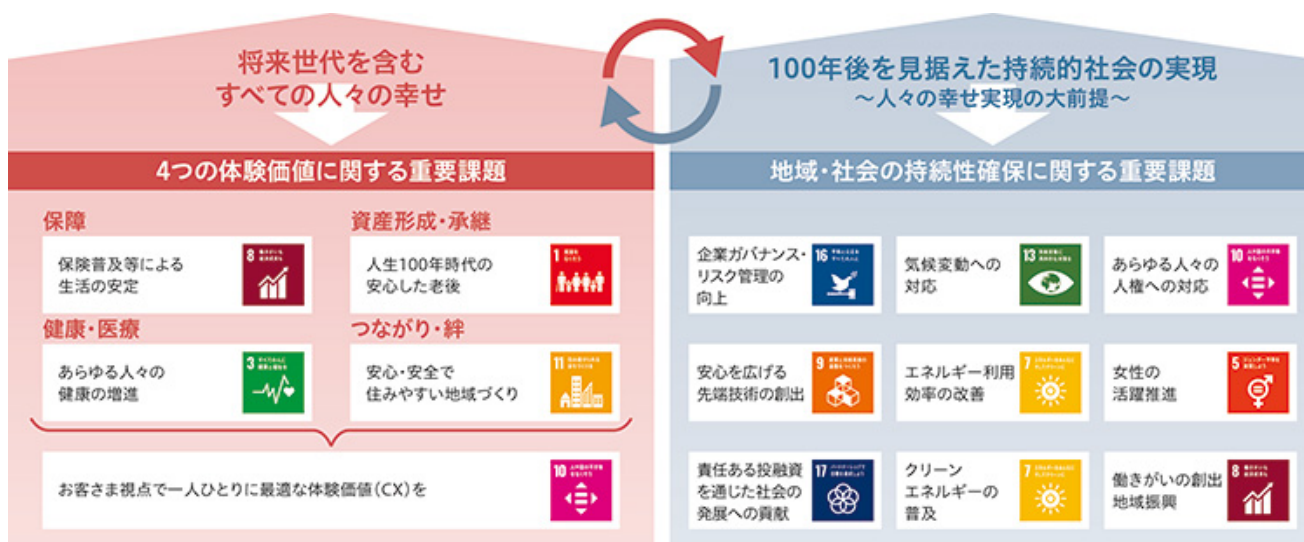 将来世代を含む
すべての人々の幸せ
4つの体験価値に関する重要課題
保障
保険普及等による
生活の安定
8
資産形成・承継
人生100年時代の
安心した老後
1
健康・医療
あらゆる人々の
健康の増進
3
つながり・絆
安心・安全で
住みやすい地域づくり
11
お客さま視点で一人ひとりに最適な体験価値(CX)を
10
100年後を見据えた持続的社会の実現
～人々の幸せ実現の大前提～
地域・社会の持続性確保に関する重要課題
企業ガバナンス・
リスク管理の
向上
16
気候変動への
対応
13
あらゆる人々の
人権への対応
10
安心を広げる
先端技術の創出
9
エネルギー利用
効率の改善
7
女性の
活躍推進
5
責任ある投融資
を通じた社会の
発展への貢献
17
クリーン
エネルギーの
普及
7
働きがいの創出
地域振興
8